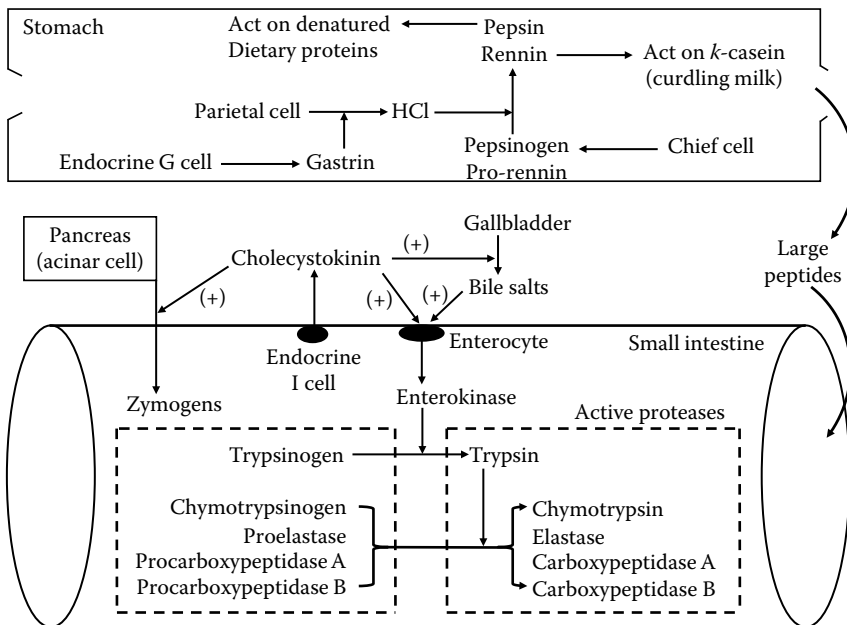 Stomach
Act on denatured
Dietary proteins
Pepsin
Rennin
Act on k-casein
(curdling milk)
Parietal cell
HCl
Endocrine G cell
Gastrin
Pepsinogen
Pro-rennin
Chief cell
Pancreas
(acinar cell)
Cholecystokinin
(+)
Gallbladder
Bile salts
(+)
(+)
(+)
Large
peptides
Endocrine
I cell
Enterocyte
Small intestine
Zymogens
Enterokinase
Active proteases
Trypsinogen
Trypsin
Chymotrypsinogen
Proelastase
Procarboxypeptidase A
Procarboxypeptidase B
Chymotrypsin
Elastase
Carboxypeptidase A
Carboxypeptidase B